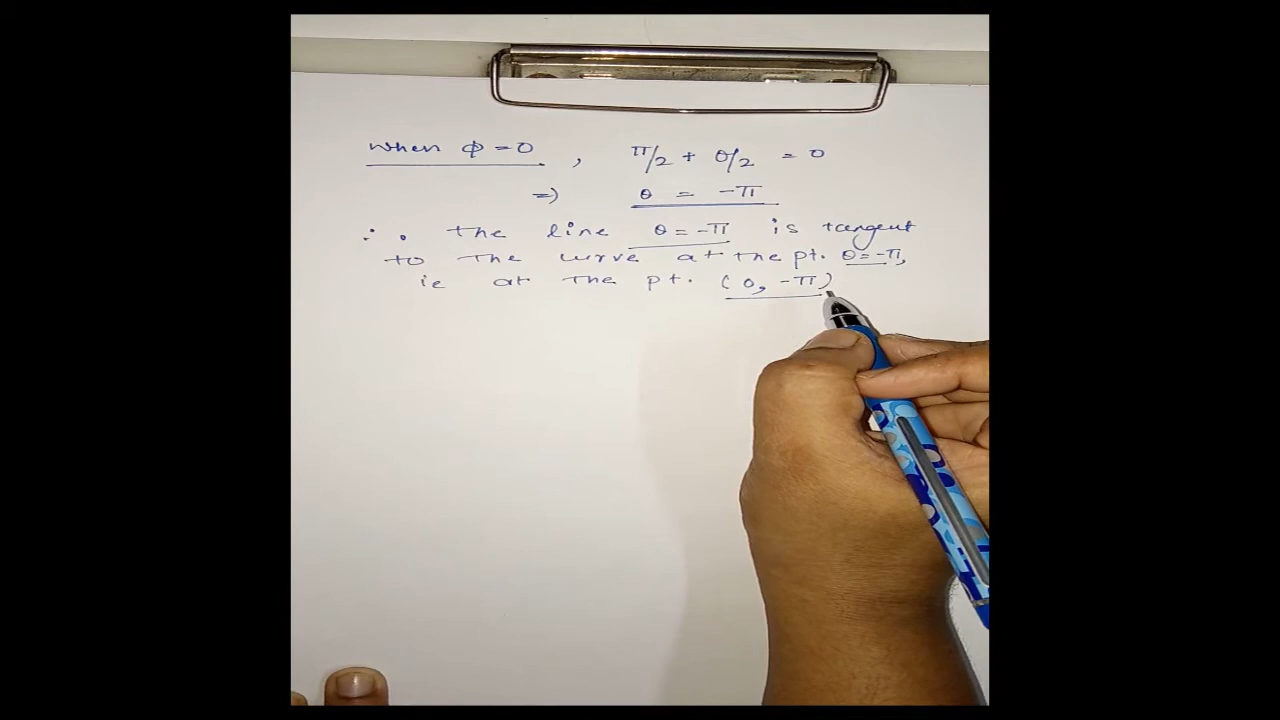 When φ = 0 , π/2 + θ/2 = 0
=) θ = -π
∴ the line θ = -π is tangent
to the curve at the pt. θ = -π,
ie at the pt. (0, -π)